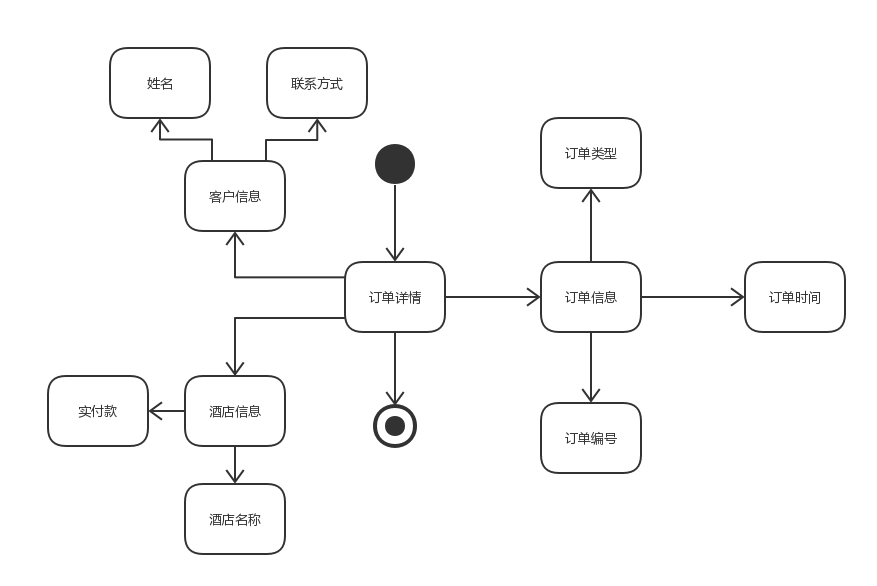 姓名
联系方式
订单类型
客户信息
订单详情
订单信息
订单时间
实付款
酒店信息
订单编号
酒店名称